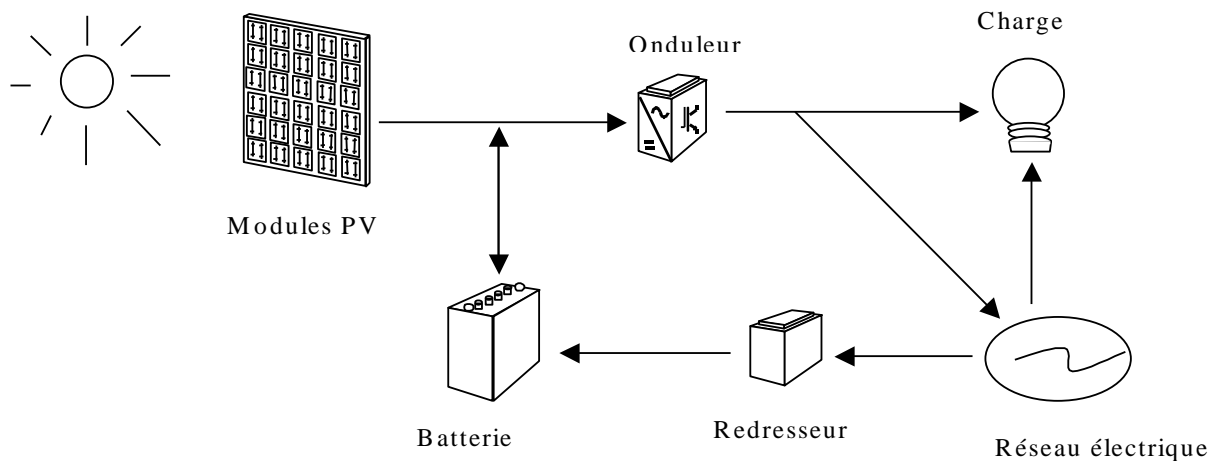 Charge
Onduleur
Modules PV
Batterie
Redresseur
Réseau électrique